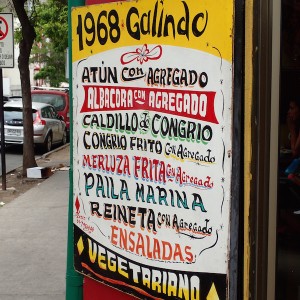 1968 Galindo
ATÚN con AGREGADO
ALBACORA con AGREGADO
CALDILLO de CONGRIO
CONGRIO FRITO con Agregado
MERLUZA FRITA con Agregado
PAILA MARINA
REINETA con Agregado
ENSALADAS
VEGETARIANO